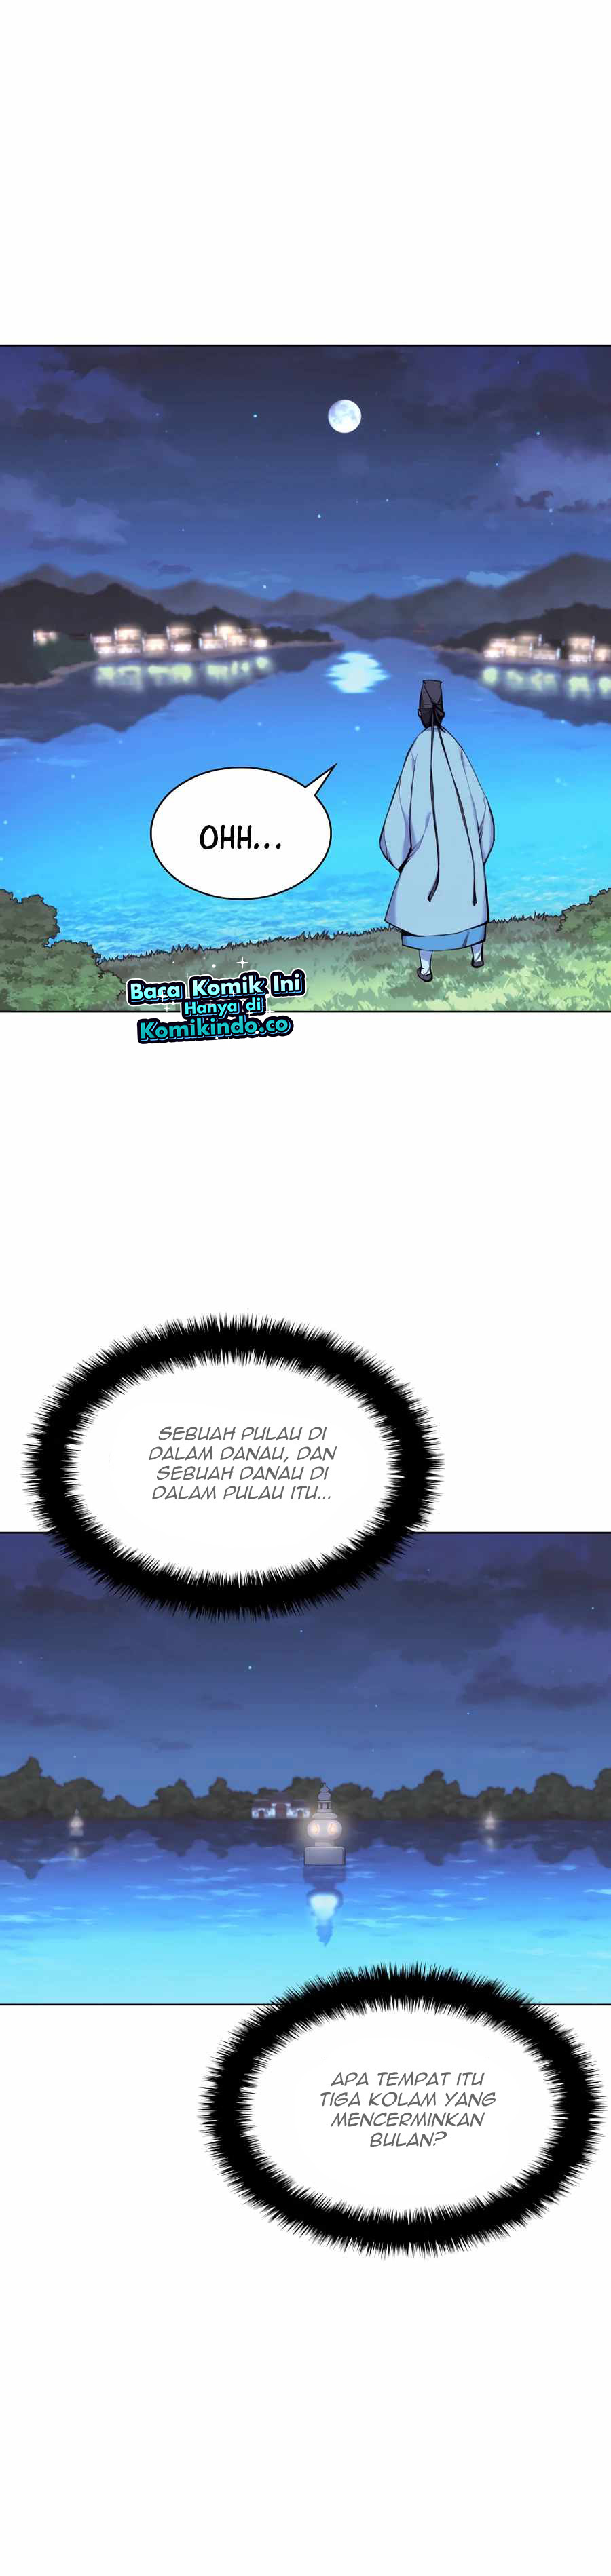 OHH...
Baca Komik Ini
Hanya di
Komikindo.co
SEBUAH PULAU DI
DALAM DANAU, DAN
SEBUAH DANAU DI
DALAM PULAU ITU...
APA TEMPAT ITU
TIGA KOLAM YANG
MENCERMINKAN
BULAN?